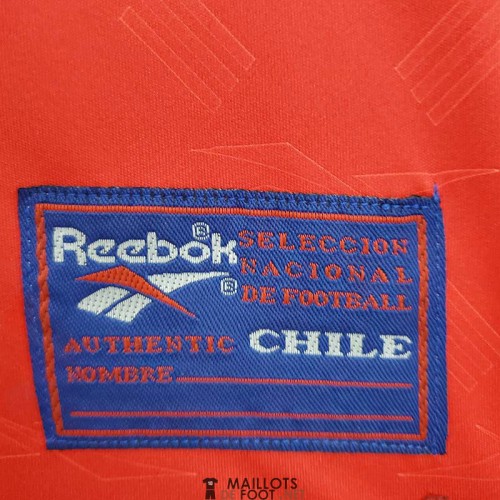 Reebok®
SELECCION
NACIONAL
®
DE FOOTBALL
AUTHENTIC CHILE
NOMBRE
MAILLOTS
DE FOOT